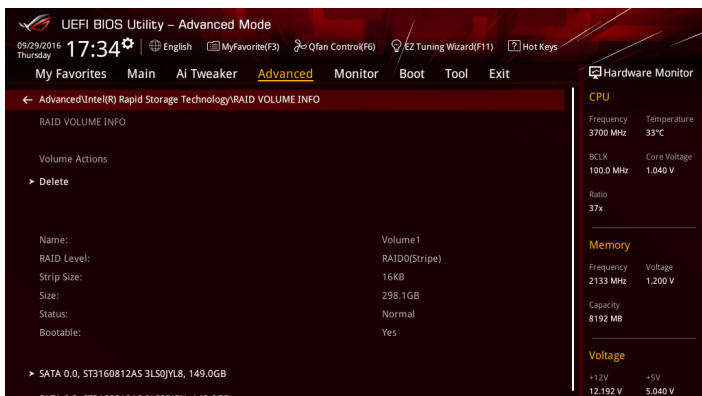 UEFI BIOS Utility – Advanced Mode
09/29/2016
Thursday
17:34
English
MyFavorite(F3)
Qfan Control(F6)
EZ Tuning Wizard(F11)
Hot Keys
My Favorites Main Ai Tweaker Advanced Monitor Boot Tool Exit
Advanced\Intel(R) Rapid Storage Technology\RAID VOLUME INFO
RAID VOLUME INFO
Volume Actions
Delete
Name: Volume1
RAID Level: RAID0(Stripe)
Strip Size: 16KB
Size: 298.1GB
Status: Normal
Bootable: Yes
SATA 0.0, ST3160812AS 3LS0JYL8, 149.0GB
Hardware Monitor
CPU
Frequency Temperature
3700 MHz 33°C
BCLK Core Voltage
100.0 MHz 1.040 V
Ratio
37x
Memory
Frequency Voltage
2133 MHz 1.200 V
Capacity
8192 MB
Voltage
+12V +5V
12.192 V 5.040 V